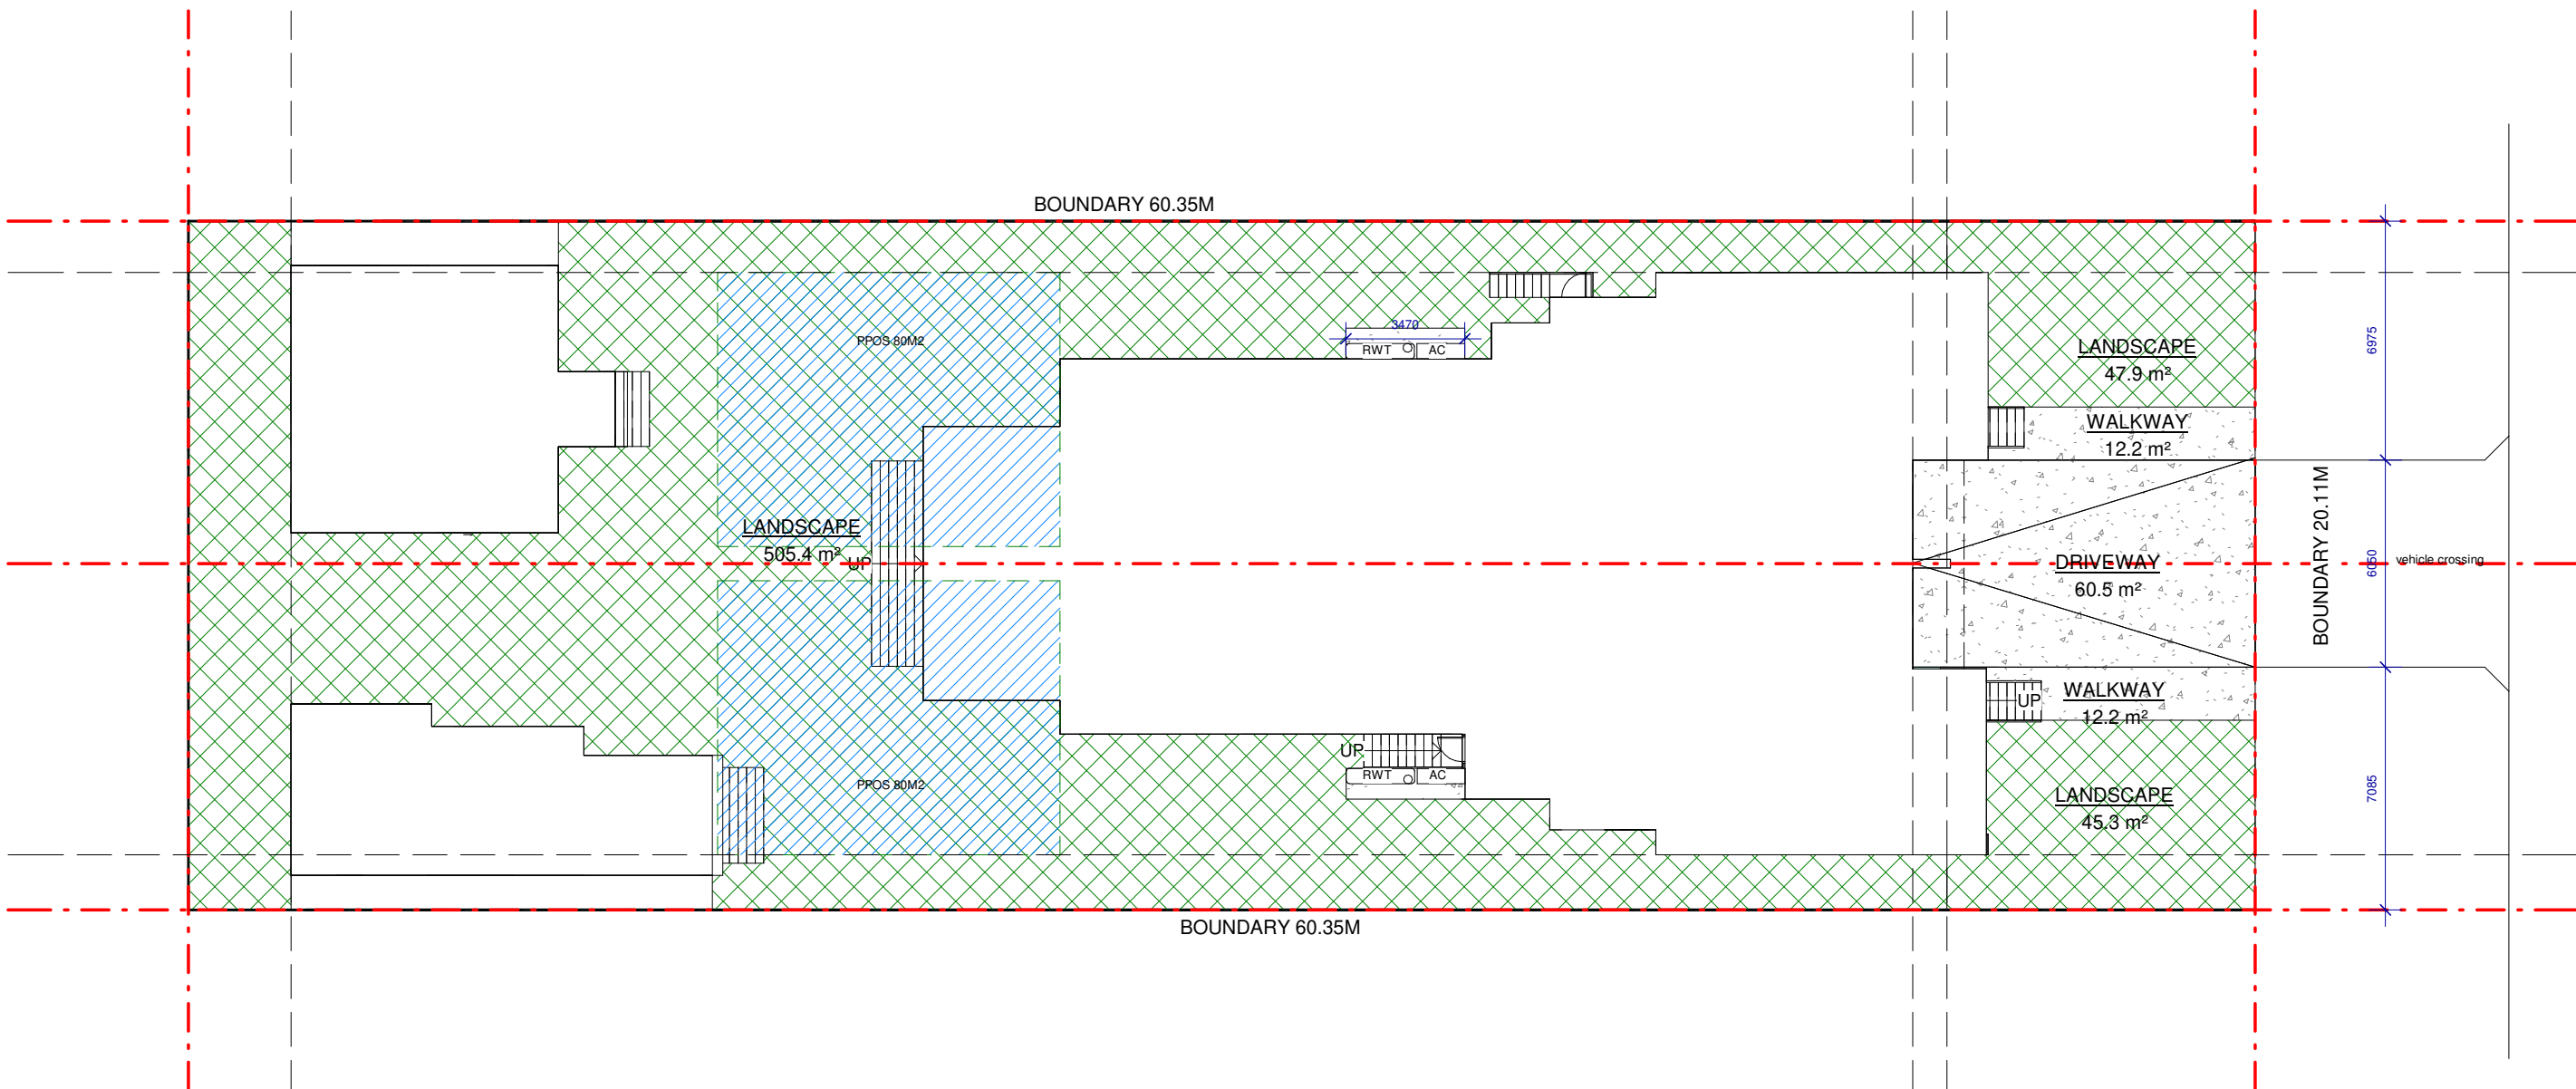 BOUNDARY 60.35M
3470
RWT
AC
PPOS 80M2
LANDSCAPE
47.9 m²
6975
WALKWAY
12.2 m²
LANDSCAPE
505.4 m²
UP
DRIVEWAY
60.5 m²
BOUNDARY 20.11M
6050
vehicle crossing
WALKWAY
12.2 m²
UP
UP
RWT
AC
PPOS 80M2
LANDSCAPE
45.3 m²
7085
BOUNDARY 60.35M